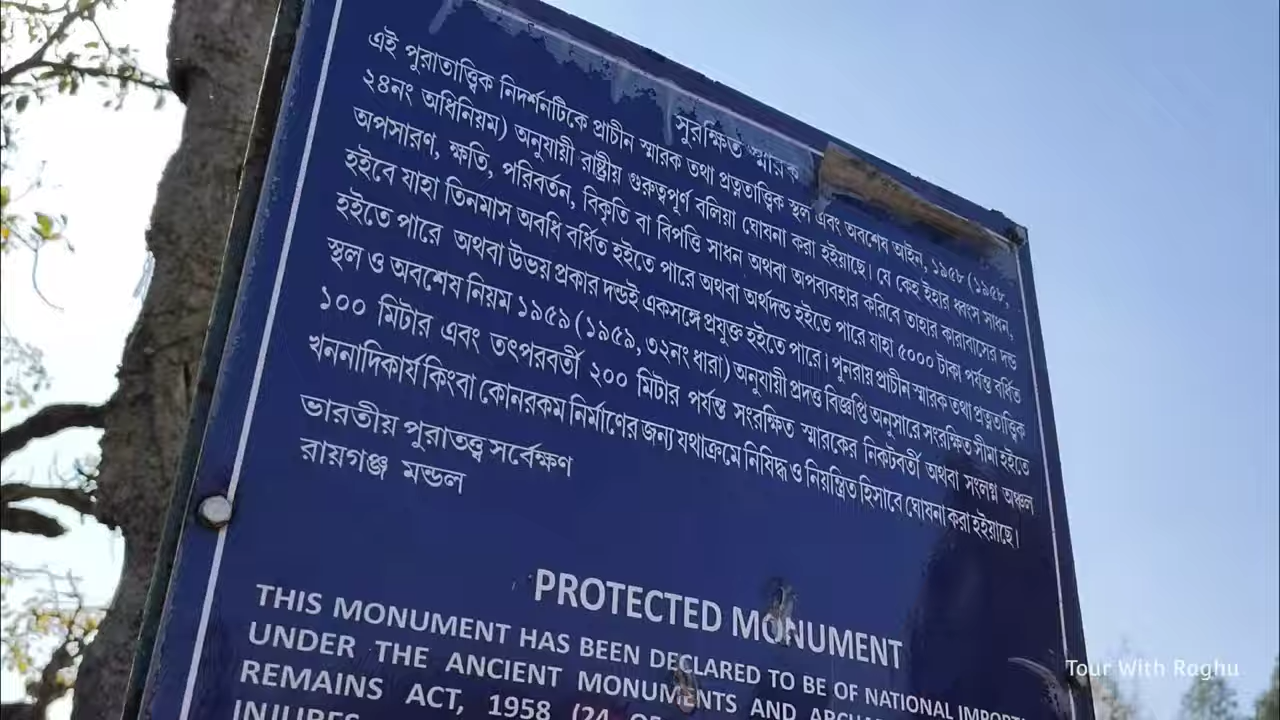 সুরক্ষিত স্মারক
এই পুরাতাত্ত্বিক নিদর্শনটিকে প্রাচীন স্মারক তথা প্রত্নতাত্ত্বিক স্থল এবং অবশেষ আইন, ১৯৫৮ (১৯৫৮,
২৪নং অধিনিয়ম) অনুযায়ী রাষ্ট্রীয় গুরুত্বপূর্ণ বলিয়া ঘোষনা করা হইয়াছে। যে কেহ ইহার ধ্বংস সাধন,
অপসারণ, ক্ষতি, পরিবর্তন, বিকৃতি বা বিপত্তি সাধন অথবা অপব্যবহার করিবে তাহার কারাবাসের দন্ড
হইবে যাহা তিনমাস অবধি বর্ধিত হইতে পারে অথবা অর্থদন্ড হইতে পারে যাহা ৫০০০ টাকা পর্যন্ত বর্ধিত
হইতে পারে অথবা উভয় প্রকার দন্ডই একসঙ্গে প্রযুক্ত হইতে পারে। পুনরায় প্রাচীন স্মারক তথা প্রত্নতাত্ত্বিক
স্থল ও অবশেষ নিয়ম ১৯৫৯ (১৯৫৯, ৩২নং ধারা) অনুযায়ী প্রদত্ত বিজ্ঞপ্তি অনুসারে সংরক্ষিত সীমা হইতে
১০০ মিটার এবং তৎপরবর্তী ২০০ মিটার পর্যন্ত সংরক্ষিত স্মারকের নিকটবর্তী অথবা সংলগ্ন অঞ্চল
খননাদিকার্য কিংবা কোনরকম নির্মাণের জন্য যথাক্রমে নিষিদ্ধ ও নিয়ন্ত্রিত হিসাবে ঘোষনা করা হইয়াছে।
ভারতীয় পুরাতত্ত্ব সর্বেক্ষণ
রায়গঞ্জ মন্ডল
PROTECTED MONUMENT
THIS MONUMENT HAS BEEN DECLARED TO BE OF NATIONAL
UNDER THE ANCIENT MONUMENTS AND
REMAINS ACT, 1958 (24
INJURES
Tour With Raghu